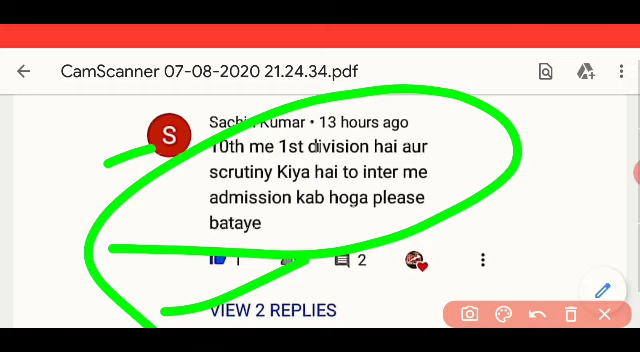 CamScanner 07-08-2020 21.24.34.pdf
S
Sachin Kumar • 13 hours ago
10th me 1st division hai aur
scrutiny Kiya hai to inter me
admission kab hoga please
bataye
1
2
VIEW 2 REPLIES